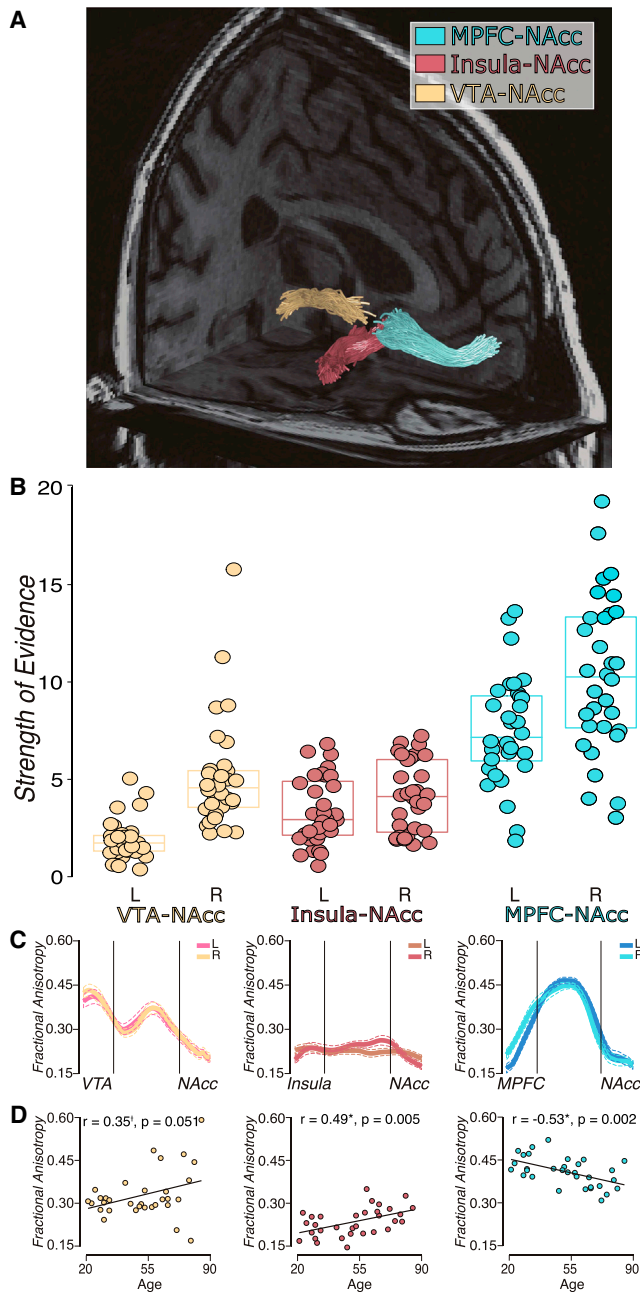 A
MPFC-NAcc
Insula-NAcc
VTA-NAcc
B
20
15
10
5
0
Strength of Evidence
L R L R L R
VTA-NAcc Insula-NAcc MPFC-NAcc
C
Fractional Anisotropy
0.60
0.45
0.30
0.15
L
R
VTA NAcc
Fractional Anisotropy
0.60
0.45
0.30
0.15
L
R
Insula NAcc
Fractional Anisotropy
0.60
0.45
0.30
0.15
L
R
MPFC NAcc
D
Fractional Anisotropy
0.60
0.45
0.30
0.15
r = 0.35ᵎ, p = 0.051
20 55 90
Age
Fractional Anisotropy
0.60
0.45
0.30
0.15
r = 0.49*, p = 0.005
20 55 90
Age
Fractional Anisotropy
0.60
0.45
0.30
0.15
r = -0.53*, p = 0.002
20 55 90
Age